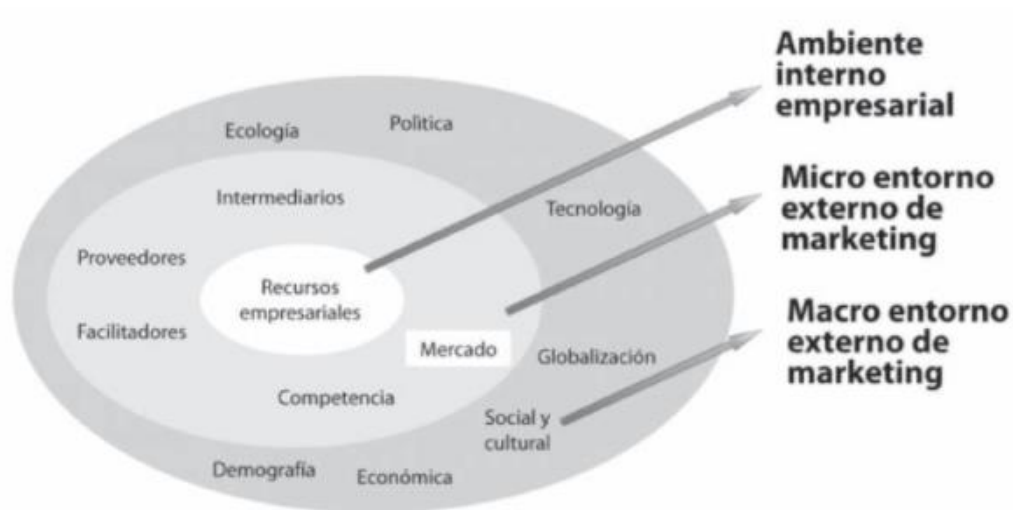 Ambiente
interno
empresarial
Ecología
Polìtica
Intermediarios
Micro entorno
externo de
marketing
Tecnología
Proveedores
Recursos
empresariales
Facilitadores
Mercado
Macro entorno
externo de
marketing
Globalización
Competencia
Social y
cultural
Demografía
Económica